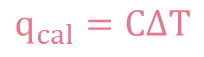 q_cal = CΔT